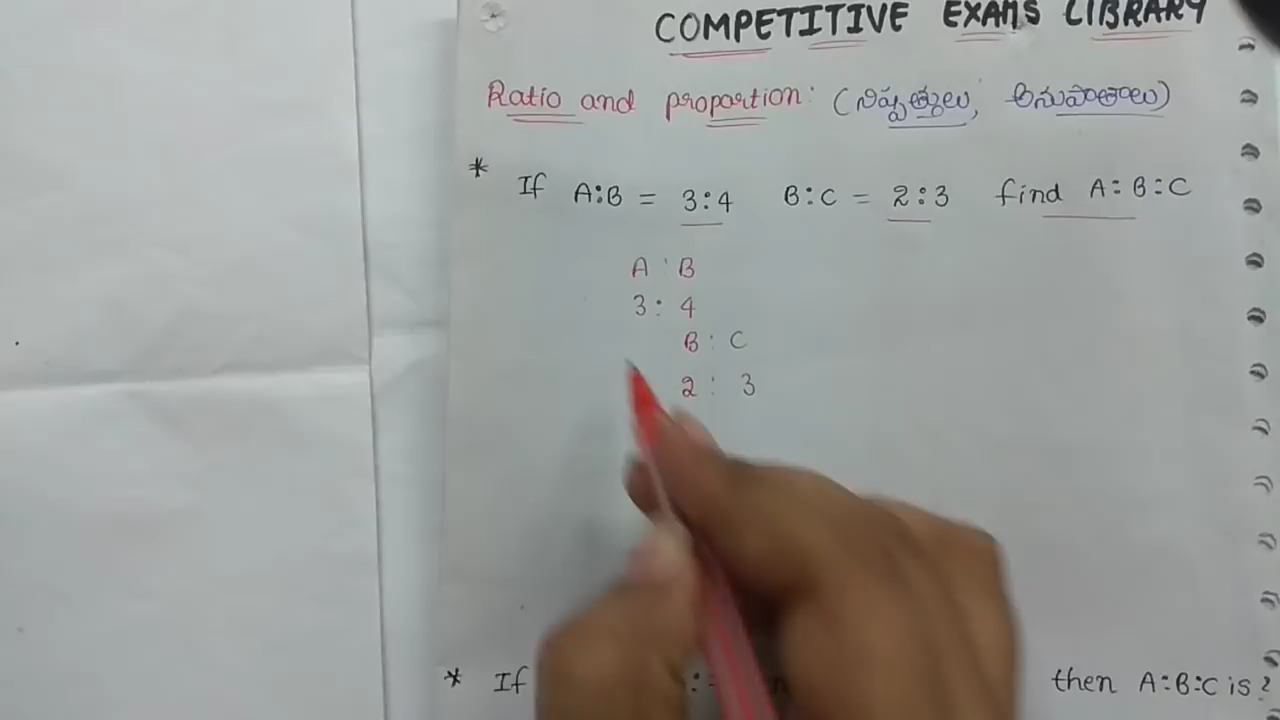 COMPETITIVE EXAMS LIBRARY
Ratio and proportion: (నిష్పత్తులు, అనుపాతాలు)
* If A:B = 3:4 B:C = 2:3 find A:B:C
A : B
3 : 4
B : C
2 : 3
* If then A:B:C is?